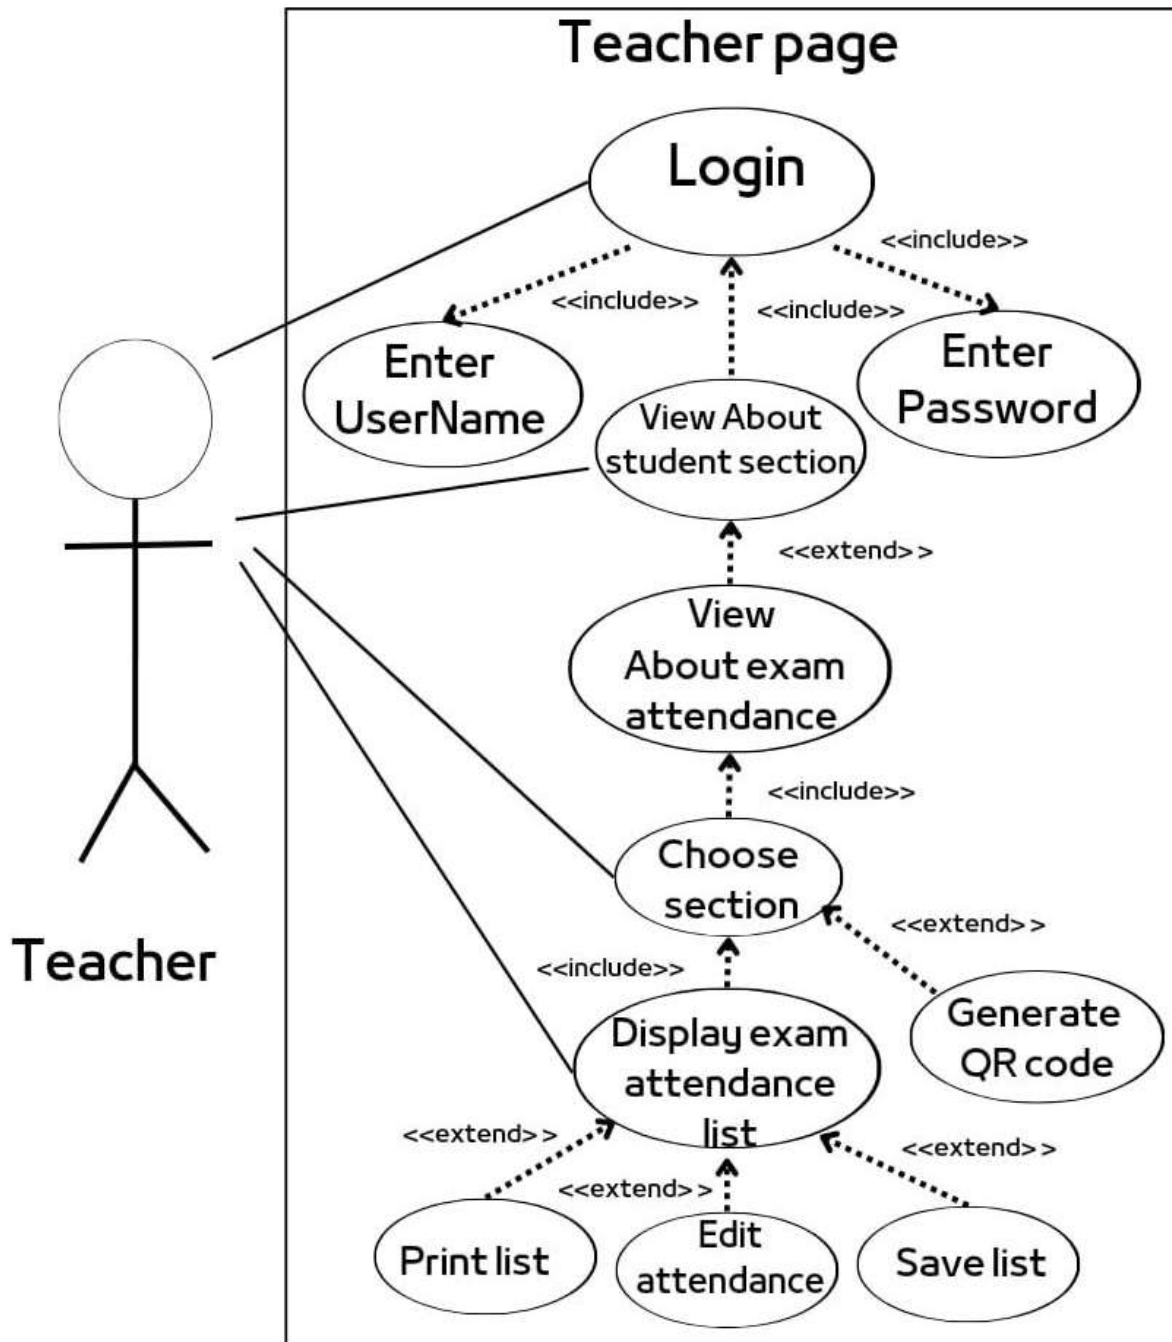 Teacher page
Login
<<include>>
<<include>>
<<include>>
Enter
UserName
View About
student section
Enter
Password
<<extend>>
View
About exam
attendance
<<include>>
Choose
section
<<extend>>
Teacher
<<include>>
Generate
QR code
Display exam
attendance
list
<<extend>>
<<extend>>
<<extend>>
Print list
Edit
attendance
Save list